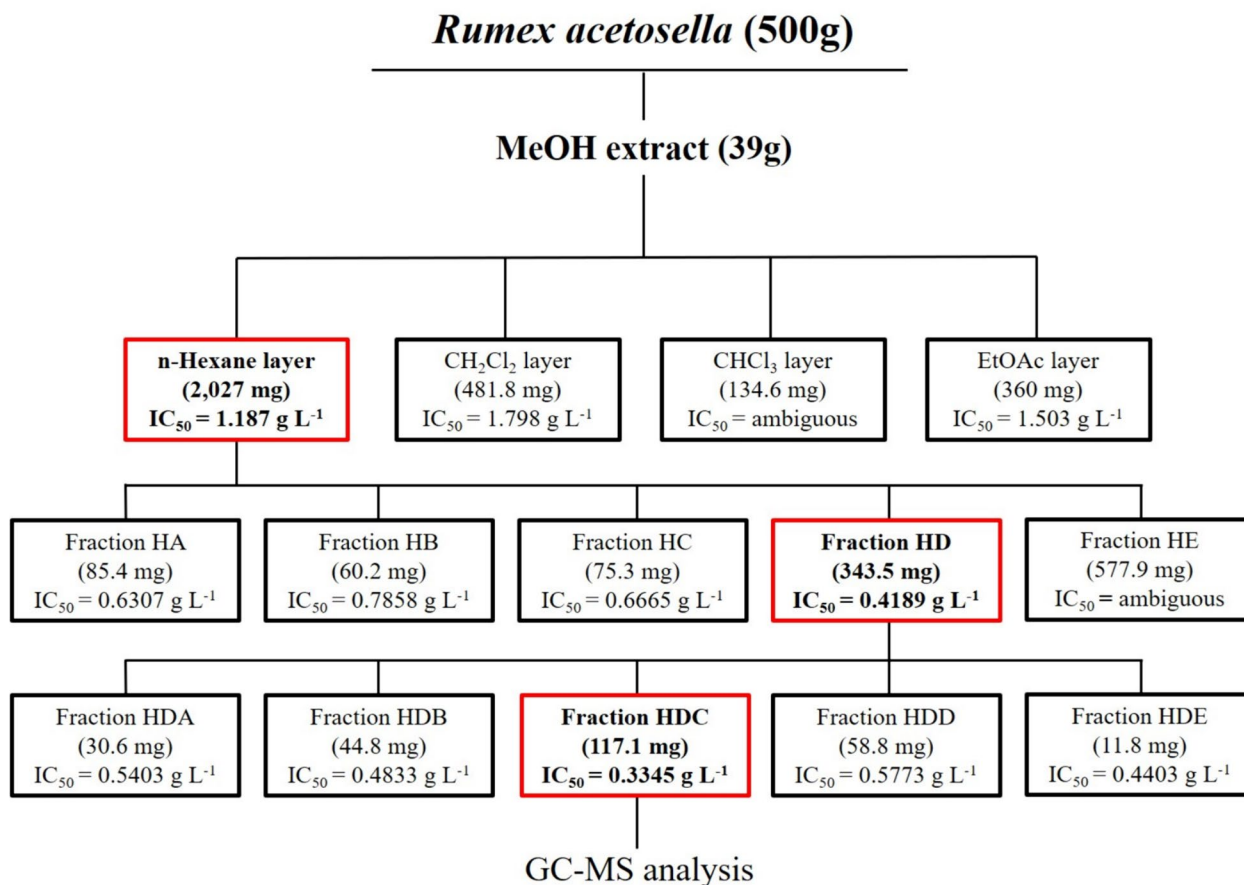 Rumex acetosella (500g)
MeOH extract (39g)
n-Hexane layer
(2,027 mg)
IC₅₀ = 1.187 g L⁻¹
CH₂Cl₂ layer
(481.8 mg)
IC₅₀ = 1.798 g L⁻¹
CHCl₃ layer
(134.6 mg)
IC₅₀ = ambiguous
EtOAc layer
(360 mg)
IC₅₀ = 1.503 g L⁻¹
Fraction HA
(85.4 mg)
IC₅₀ = 0.6307 g L⁻¹
Fraction HB
(60.2 mg)
IC₅₀ = 0.7858 g L⁻¹
Fraction HC
(75.3 mg)
IC₅₀ = 0.6665 g L⁻¹
Fraction HD
(343.5 mg)
IC₅₀ = 0.4189 g L⁻¹
Fraction HE
(577.9 mg)
IC₅₀ = ambiguous
Fraction HDA
(30.6 mg)
IC₅₀ = 0.5403 g L⁻¹
Fraction HDB
(44.8 mg)
IC₅₀ = 0.4833 g L⁻¹
Fraction HDC
(117.1 mg)
IC₅₀ = 0.3345 g L⁻¹
Fraction HDD
(58.8 mg)
IC₅₀ = 0.5773 g L⁻¹
Fraction HDE
(11.8 mg)
IC₅₀ = 0.4403 g L⁻¹
GC-MS analysis